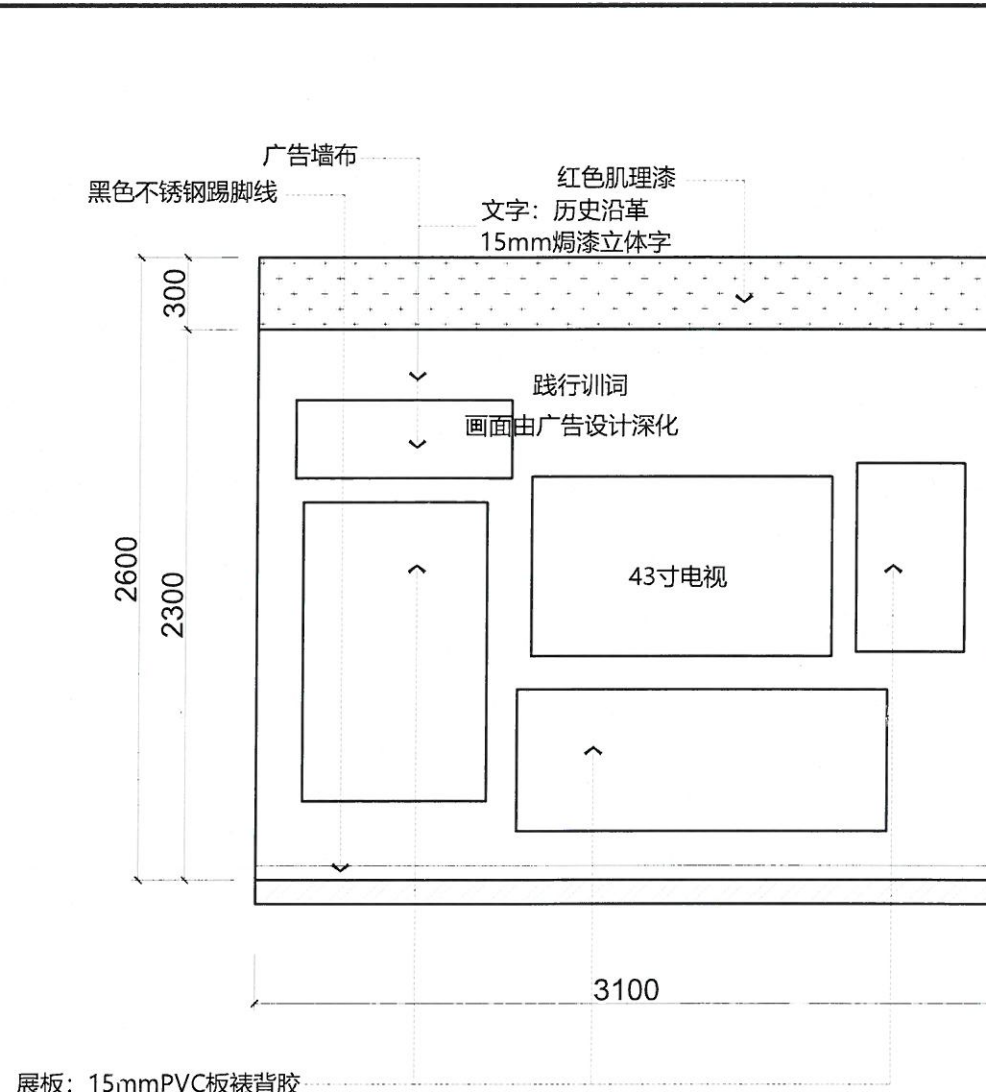 广告墙布
黑色不锈钢踢脚线
红色肌理漆
文字：历史沿革
15mm焗漆立体字
300
践行训词
画面由广告设计深化
2600
2300
43寸电视
3100
展板：15mmPVC板裱背胶